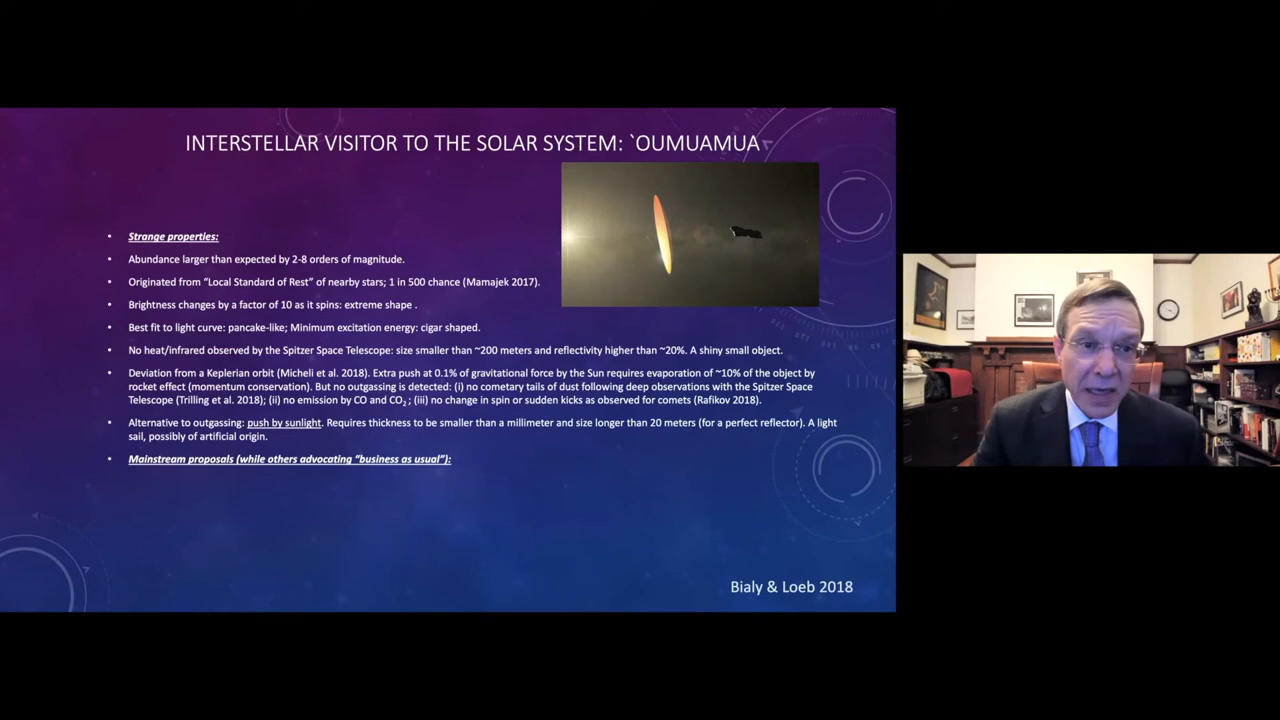 INTERSTELLAR VISITOR TO THE SOLAR SYSTEM: `OUMUAMUA
• Strange properties:
• Abundance larger than expected by 2-8 orders of magnitude.
• Originated from “Local Standard of Rest” of nearby stars; 1 in 500 chance (Mamajek 2017).
• Brightness changes by a factor of 10 as it spins: extreme shape .
• Best fit to light curve: pancake-like; Minimum excitation energy: cigar shaped.
• No heat/infrared observed by the Spitzer Space Telescope: size smaller than ~200 meters and reflectivity higher than ~20%. A shiny small object.
• Deviation from a Keplerian orbit (Micheli et al. 2018). Extra push at 0.1% of gravitational force by the Sun requires evaporation of ~10% of the object by
rocket effect (momentum conservation). But no outgassing is detected: (i) no cometary tails of dust following deep observations with the Spitzer Space
Telescope (Trilling et al. 2018); (ii) no emission by CO and CO₂ ; (iii) no change in spin or sudden kicks as observed for comets (Rafikov 2018).
• Alternative to outgassing: push by sunlight. Requires thickness to be smaller than a millimeter and size longer than 20 meters (for a perfect reflector). A light
sail, possibly of artificial origin.
• Mainstream proposals (while others advocating “business as usual”):
Bialy & Loeb 2018